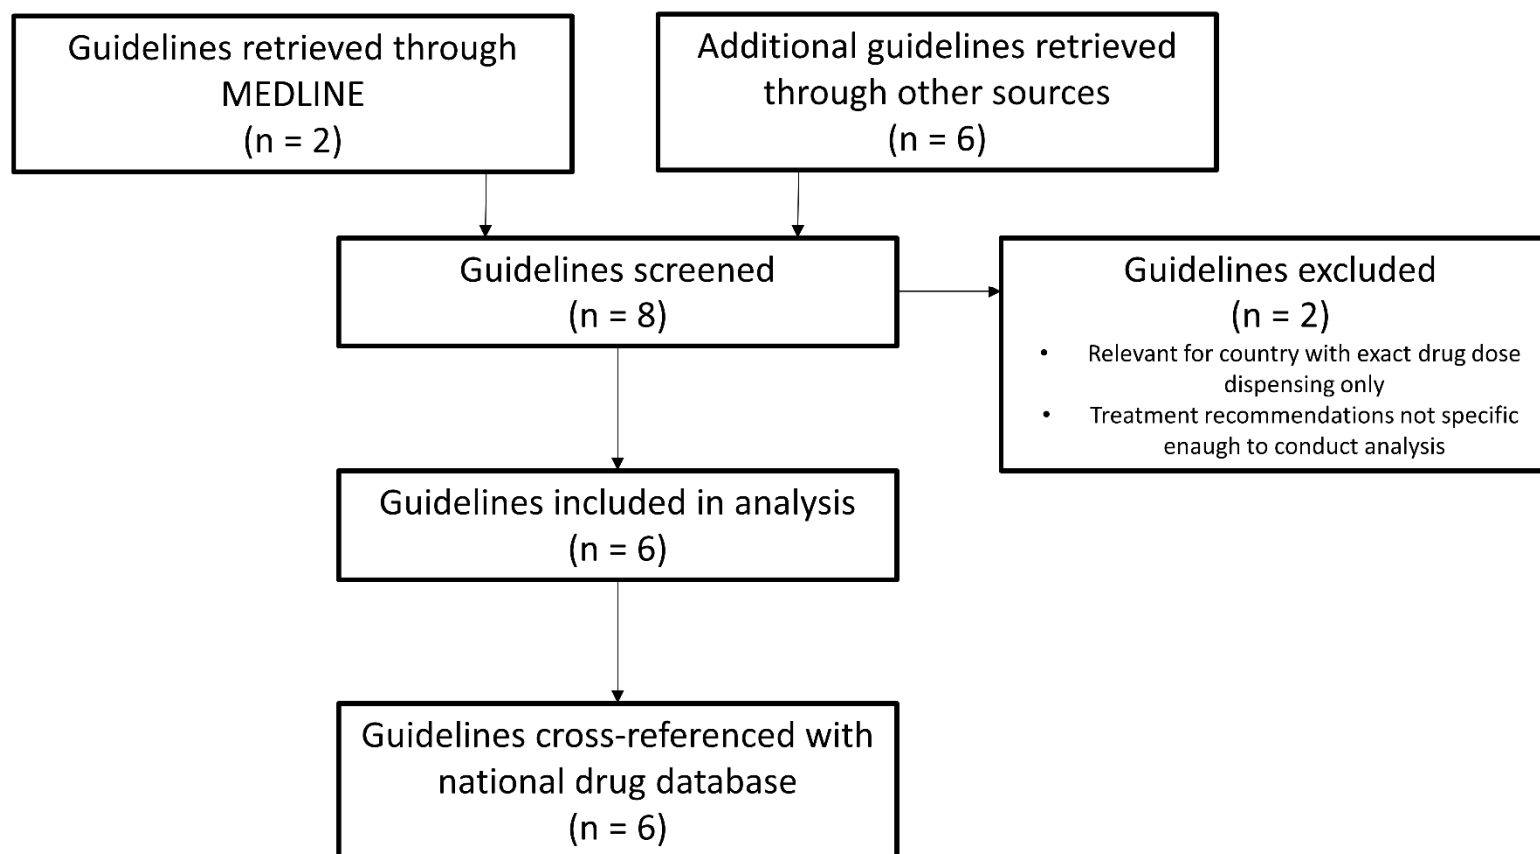 Guidelines retrieved through
MEDLINE
(n = 2)
Additional guidelines retrieved
through other sources
(n = 6)
Guidelines screened
(n = 8)
Guidelines excluded
(n = 2)
• Relevant for country with exact drug dose
dispensing only
• Treatment recommendations not specific
enaugh to conduct analysis
Guidelines included in analysis
(n = 6)
Guidelines cross-referenced with
national drug database
(n = 6)